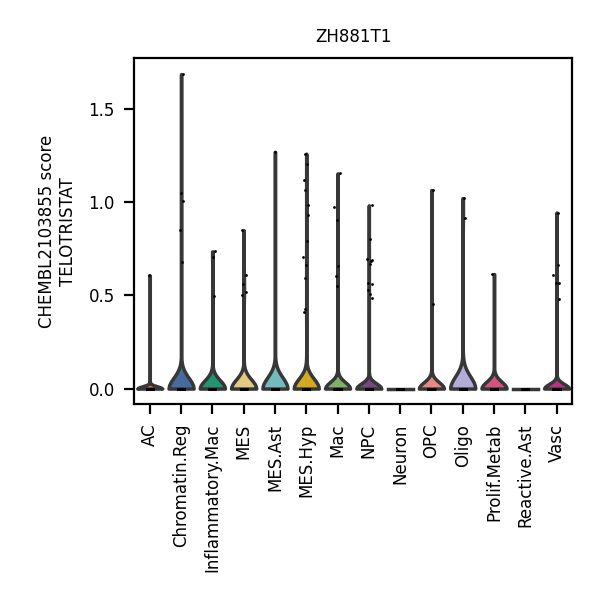 ZH881T1
CHEMBL2103855 score
TELOTRISTAT
1.5
1.0
0.5
0.0
AC
Chromatin.Reg
Inflammatory.Mac
MES
MES.Ast
MES.Hyp
Mac
NPC
Neuron
OPC
Oligo
Prolif.Metab
Reactive.Ast
Vasc